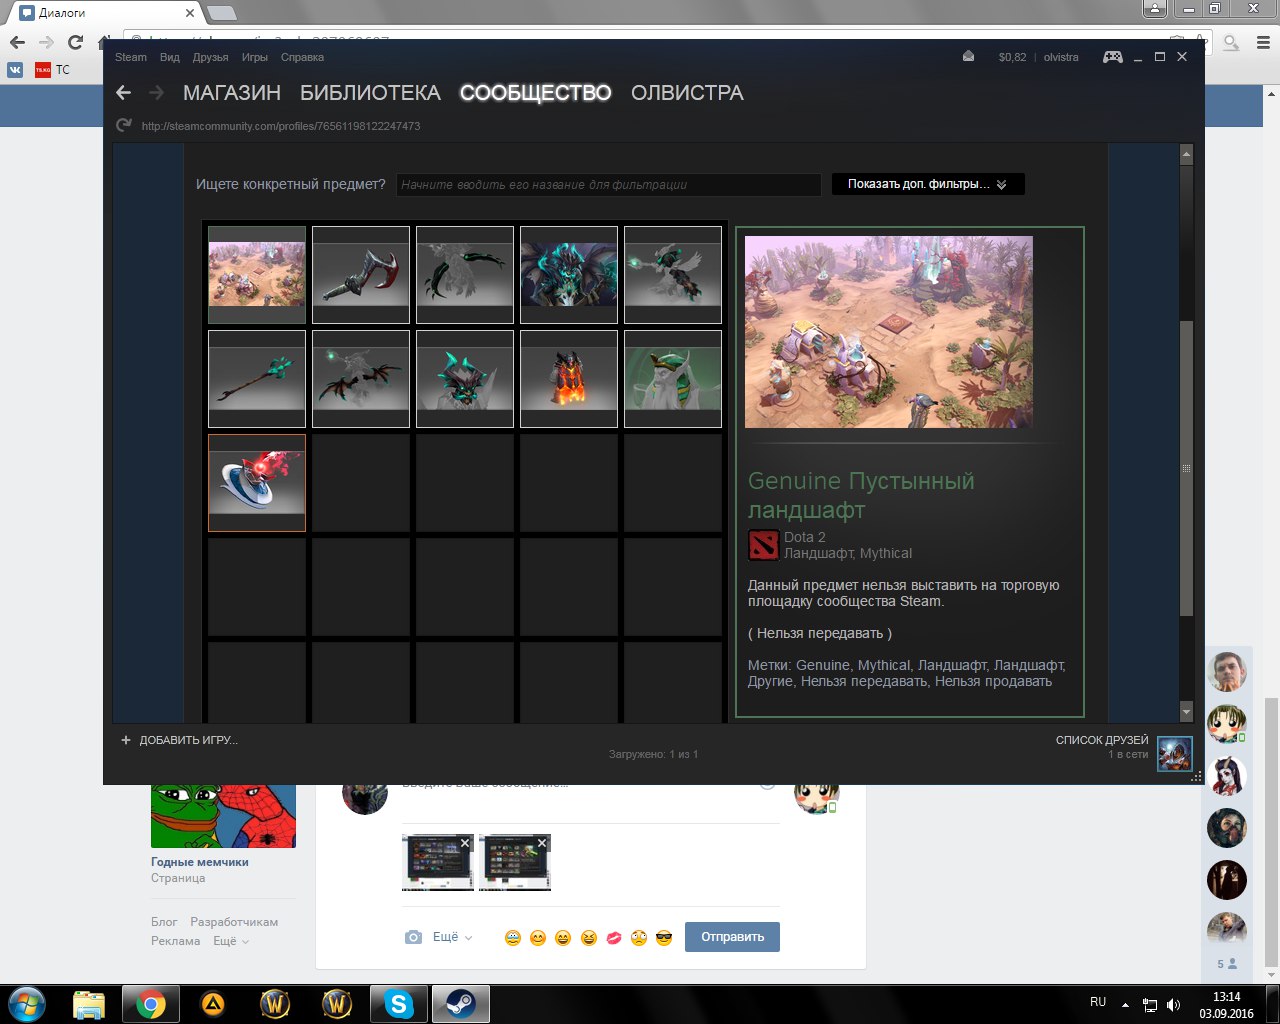 Диалоги
ТС
Steam Вид Друзья Игры Справка
$0,82 | olvistra
МАГАЗИН БИБЛИОТЕКА СООБЩЕСТВО ОЛВИСТРА
http://steamcommunity.com/profiles/76561198122247473
Ищете конкретный предмет?
Начните вводить его название для фильтрации
Показать доп. фильтры...
Genuine Пустынный
ландшафт
Dota 2
Ландшафт, Mythical
Данный предмет нельзя выставить на торговую
площадку сообщества Steam.
( Нельзя передавать )
Метки: Genuine, Mythical, Ландшафт, Ландшафт,
Другие, Нельзя передавать, Нельзя продавать
+ ДОБАВИТЬ ИГРУ...
Загружено: 1 из 1
СПИСОК ДРУЗЕЙ
1 в сети
Годные мемчики
Страница
Блог Разработчикам
Реклама Ещё
Ещё
Отправить
5
RU
13:14
03.09.2016